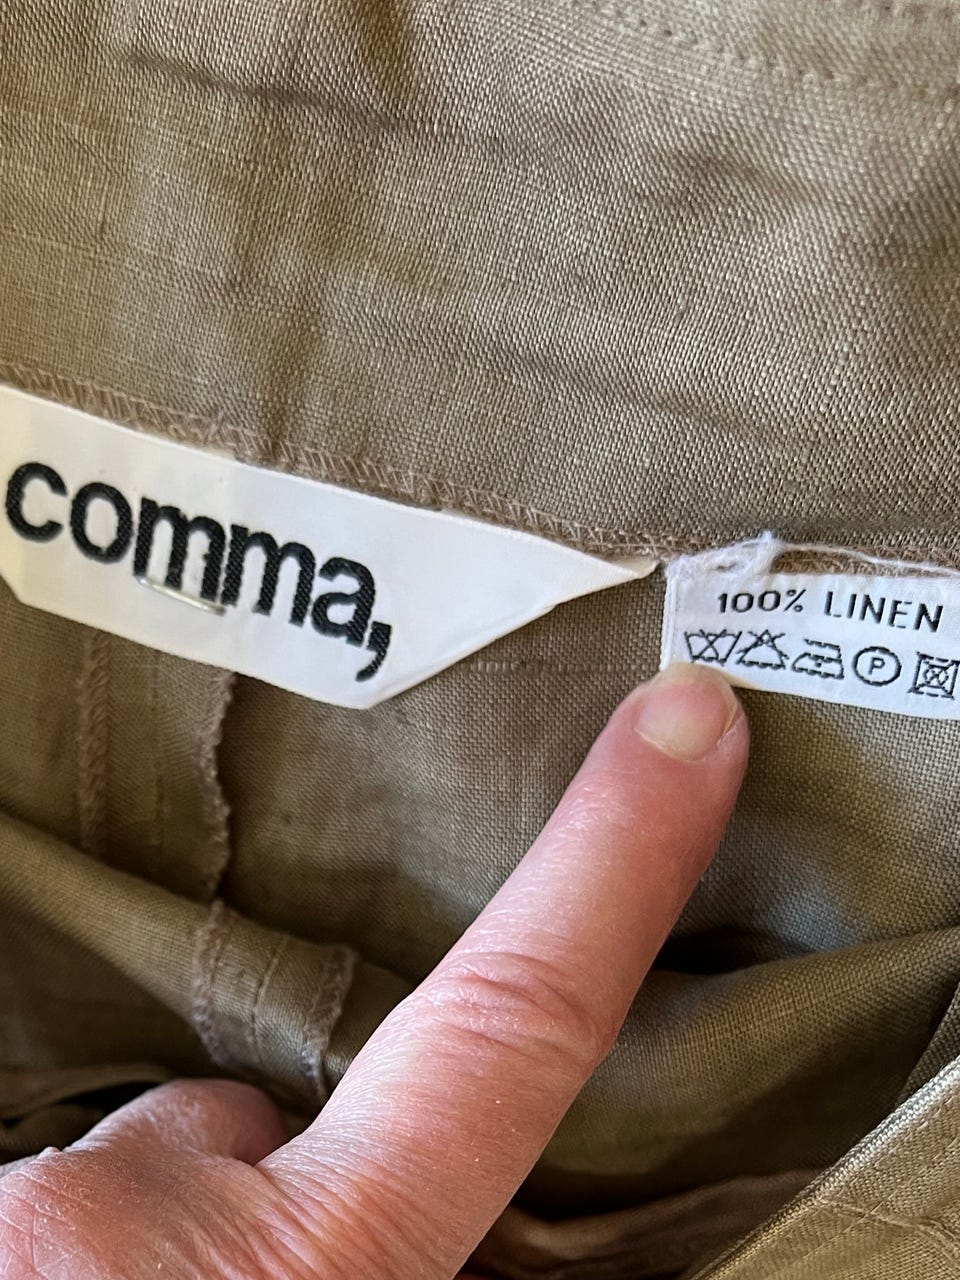 comma,
100% LINEN
P